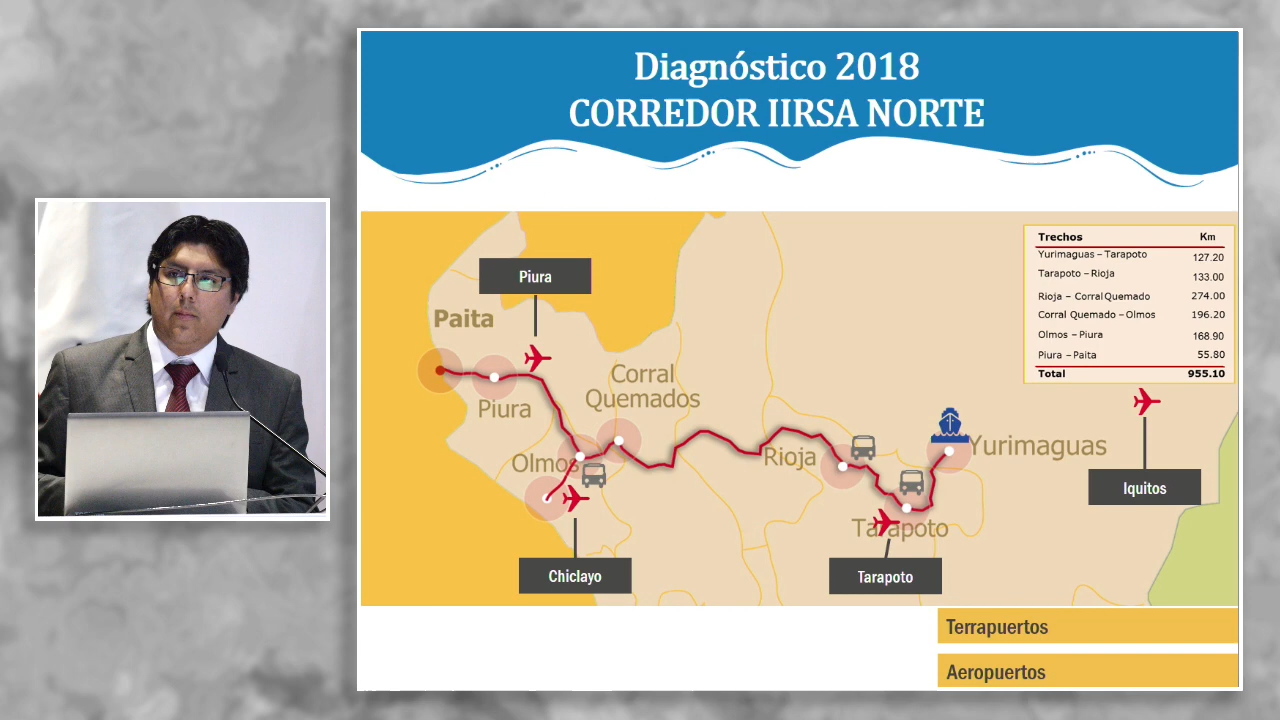 Diagnóstico 2018
CORREDOR IIRSA NORTE
Trechos Km
Yurimaguas – Tarapoto 127.20
Tarapoto – Rioja 133.00
Rioja – Corral Quemado 274.00
Corral Quemado – Olmos 196.20
Olmos – Piura 168.90
Piura – Paita 55.80
Total 955.10
Piura
Paita
Corral
Quemados
Piura
Olmos
Rioja
Yurimaguas
Iquitos
Tarapoto
Chiclayo
Tarapoto
Terrapuertos
Aeropuertos